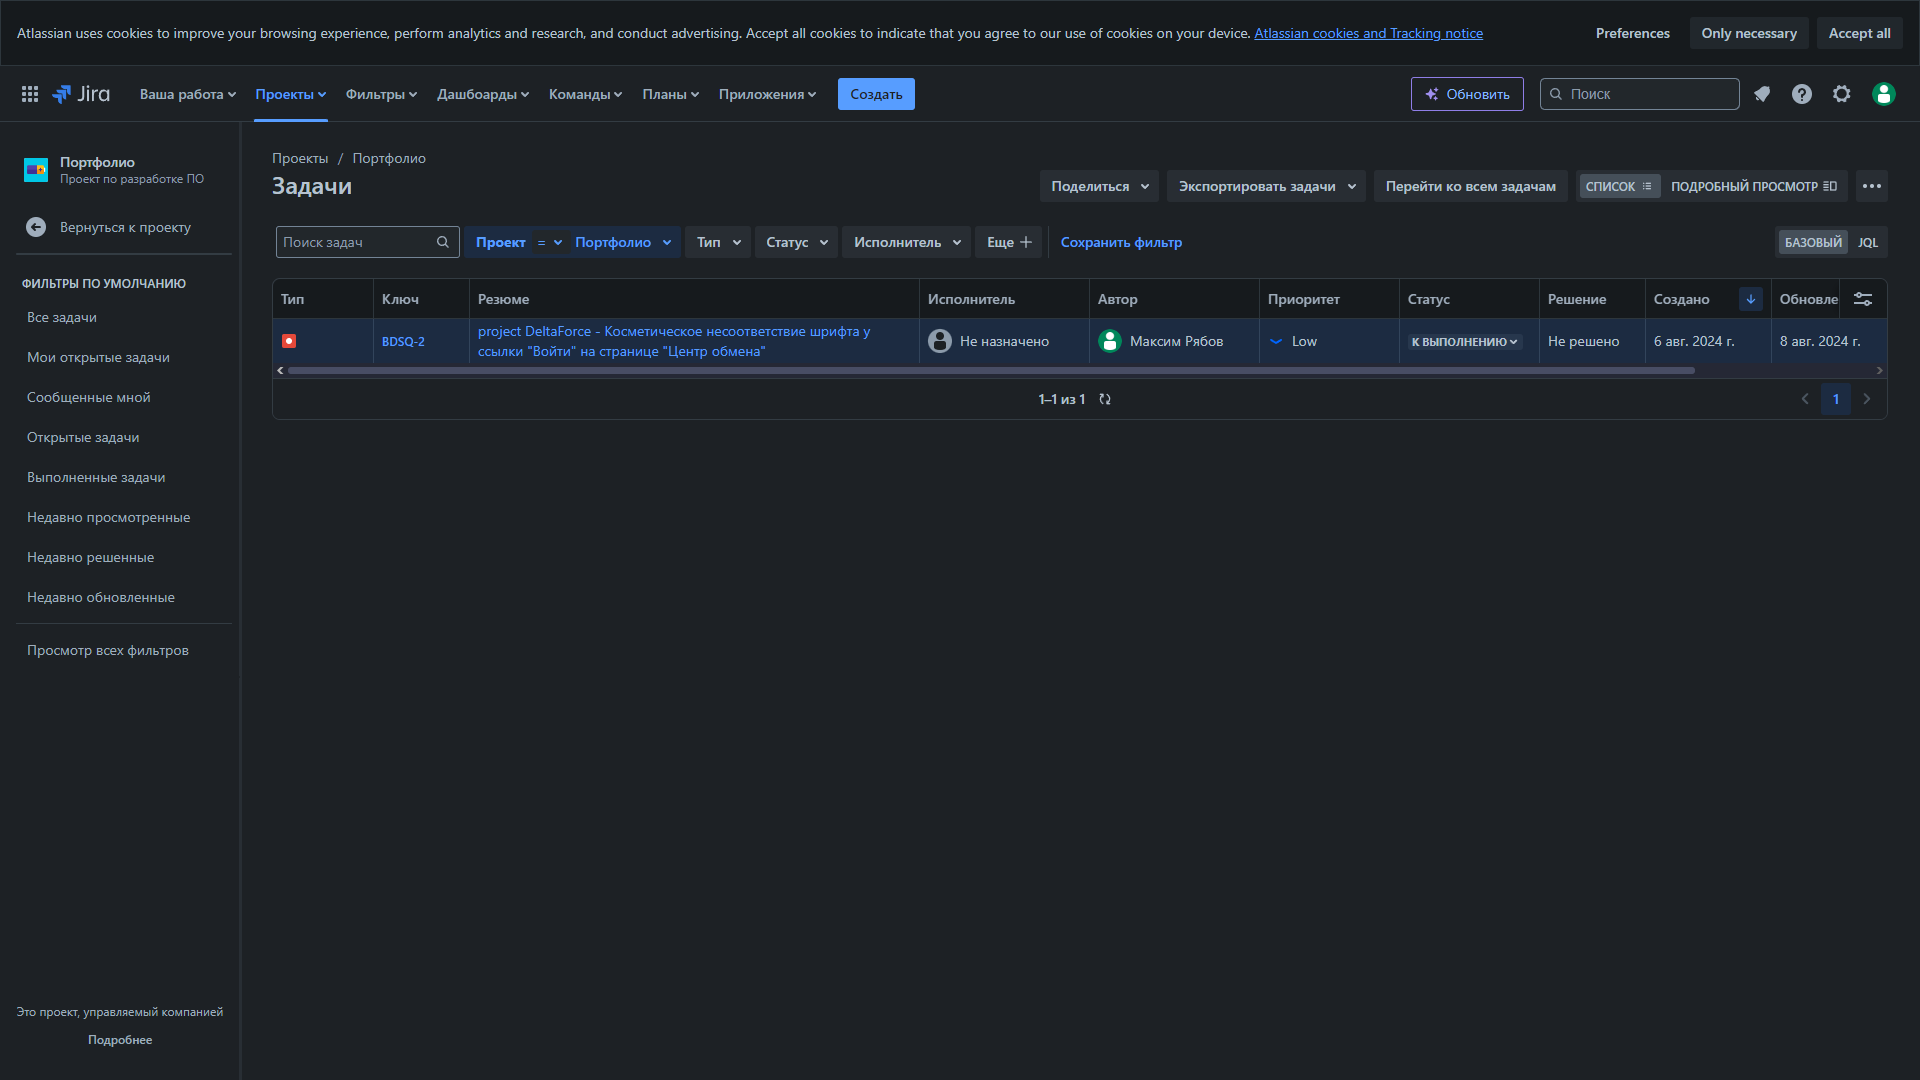 Atlassian uses cookies to improve your browsing experience, perform analytics and research, and conduct advertising. Accept all cookies to indicate that you agree to our use of cookies on your device. Atlassian cookies and Tracking notice
Preferences
Only necessary
Accept all
Jira
Ваша работа
Проекты
Фильтры
Дашбоарды
Команды
Планы
Приложения
Создать
Обновить
Поиск
Портфолио
Проект по разработке ПО
Вернуться к проекту
ФИЛЬТРЫ ПО УМОЛЧАНИЮ
Все задачи
Мои открытые задачи
Сообщенные мной
Открытые задачи
Выполненные задачи
Недавно просмотренные
Недавно решенные
Недавно обновленные
Просмотр всех фильтров
Это проект, управляемый компанией
Подробнее
Проекты / Портфолио
Задачи
Поделиться
Экспортировать задачи
Перейти ко всем задачам
СПИСОК
ПОДРОБНЫЙ ПРОСМОТР
Поиск задач
Проект = Портфолио
Тип
Статус
Исполнитель
Еще
Сохранить фильтр
БАЗОВЫЙ
JQL
Тип
Ключ
Резюме
Исполнитель
Автор
Приоритет
Статус
Решение
Создано
Обновле
BDSQ-2
project DeltaForce - Косметическое несоответствие шрифта у
ссылки "Войти" на странице "Центр обмена"
Не назначено
Максим Рябов
Low
К ВЫПОЛНЕНИЮ
Не решено
6 авг. 2024 г.
8 авг. 2024 г.
1–1 из 1
1